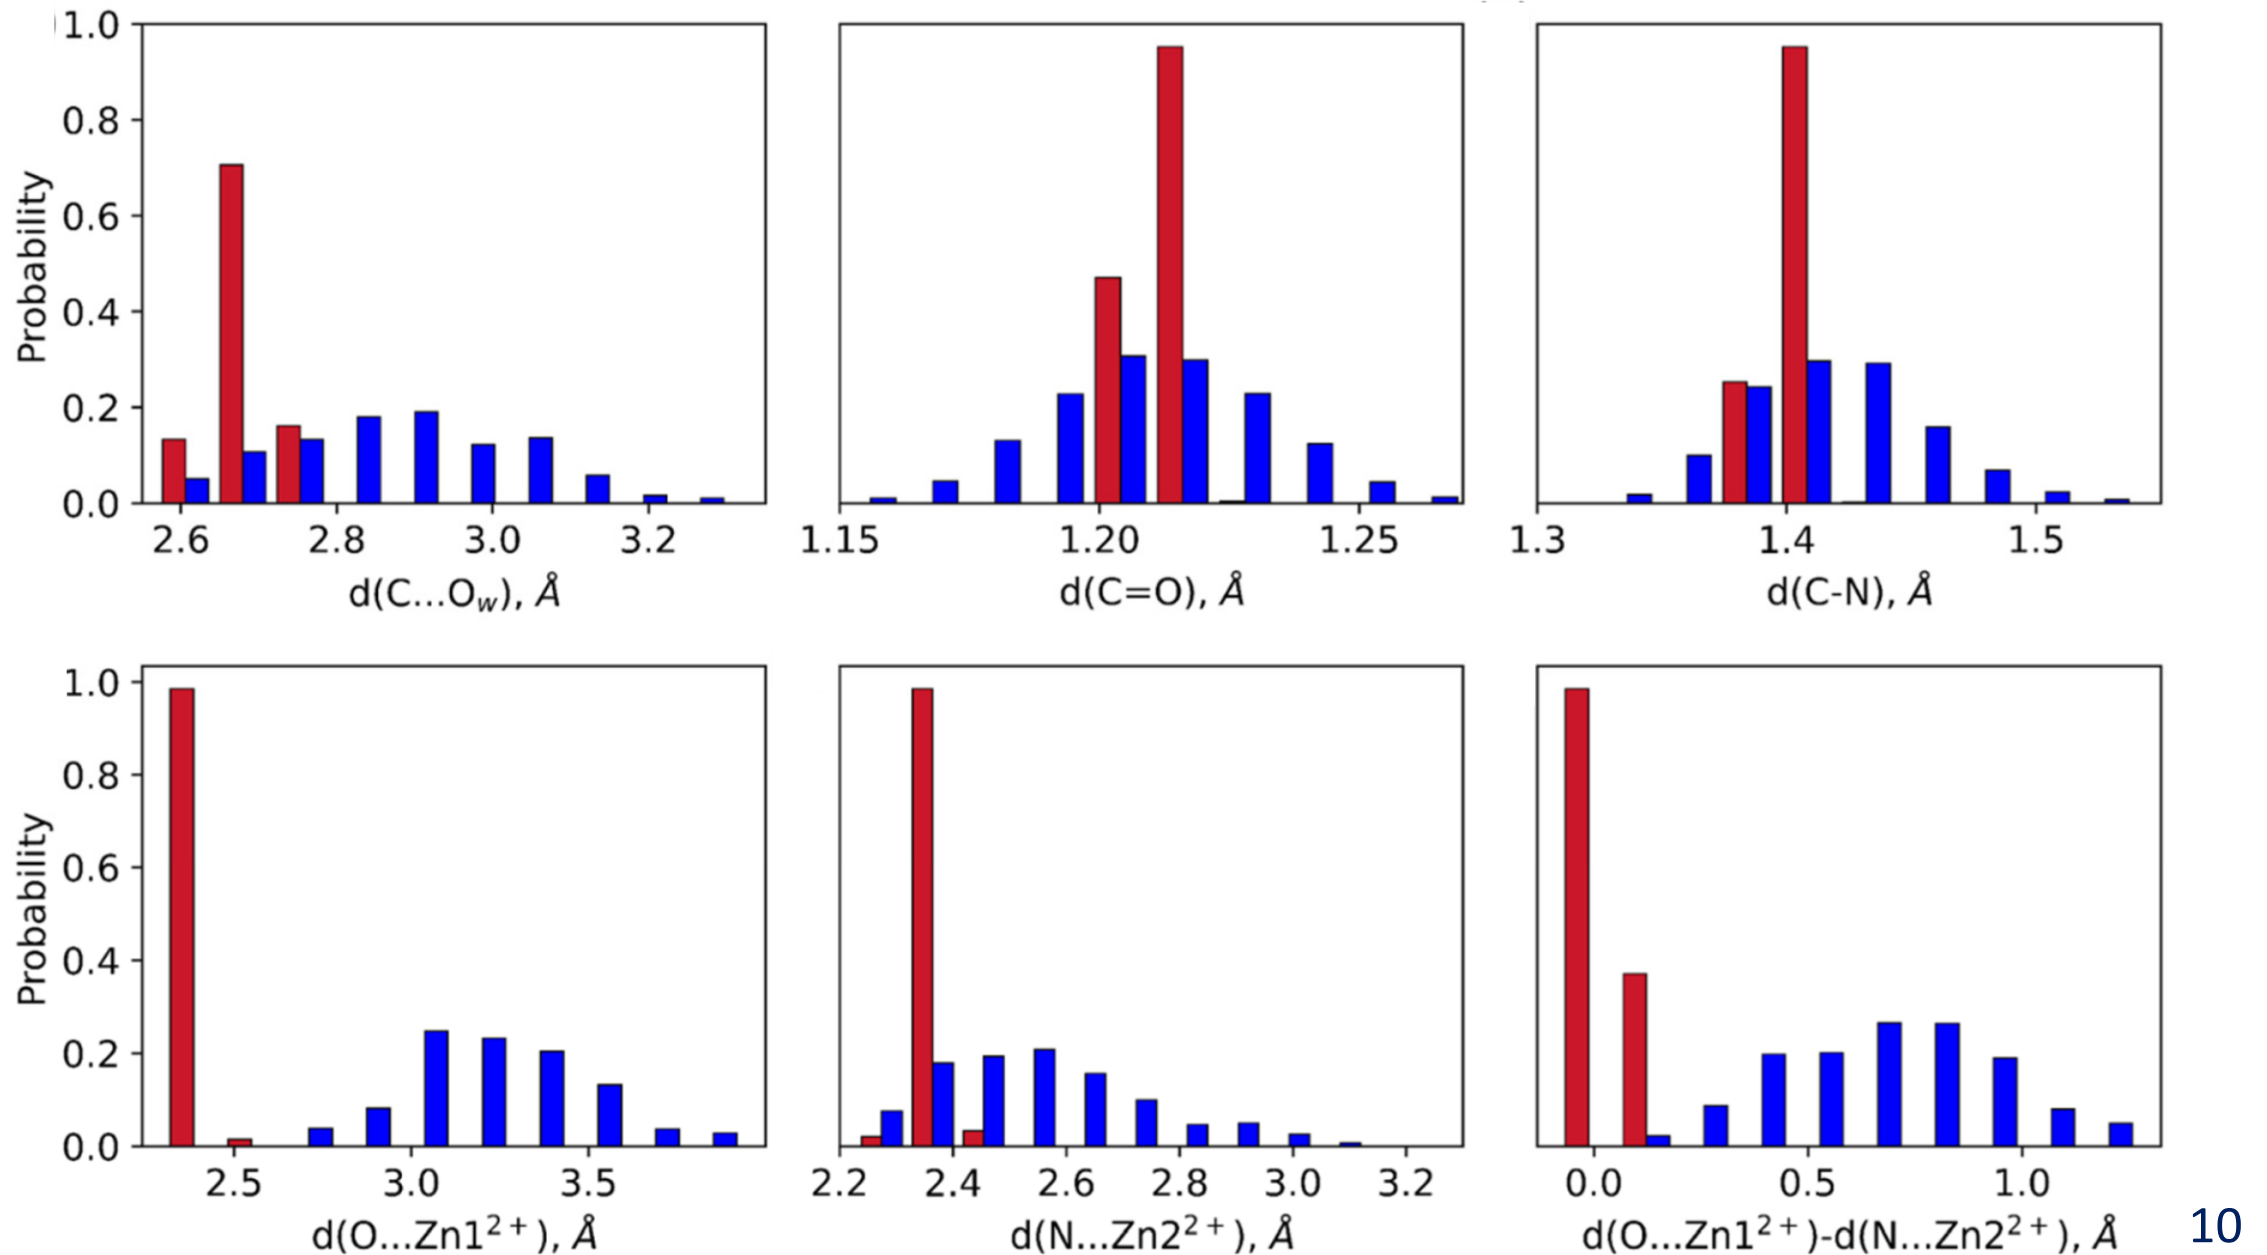 Probability
1.0
0.8
0.6
0.4
0.2
0.0
2.6 2.8 3.0 3.2
d(C...O_w), Å
1.15 1.20 1.25
d(C=O), Å
1.3 1.4 1.5
d(C-N), Å
Probability
1.0
0.8
0.6
0.4
0.2
0.0
2.5 3.0 3.5
d(O...Zn1²⁺), Å
2.2 2.4 2.6 2.8 3.0 3.2
d(N...Zn2²⁺), Å
0.0 0.5 1.0
d(O...Zn1²⁺)-d(N...Zn2²⁺), Å
10